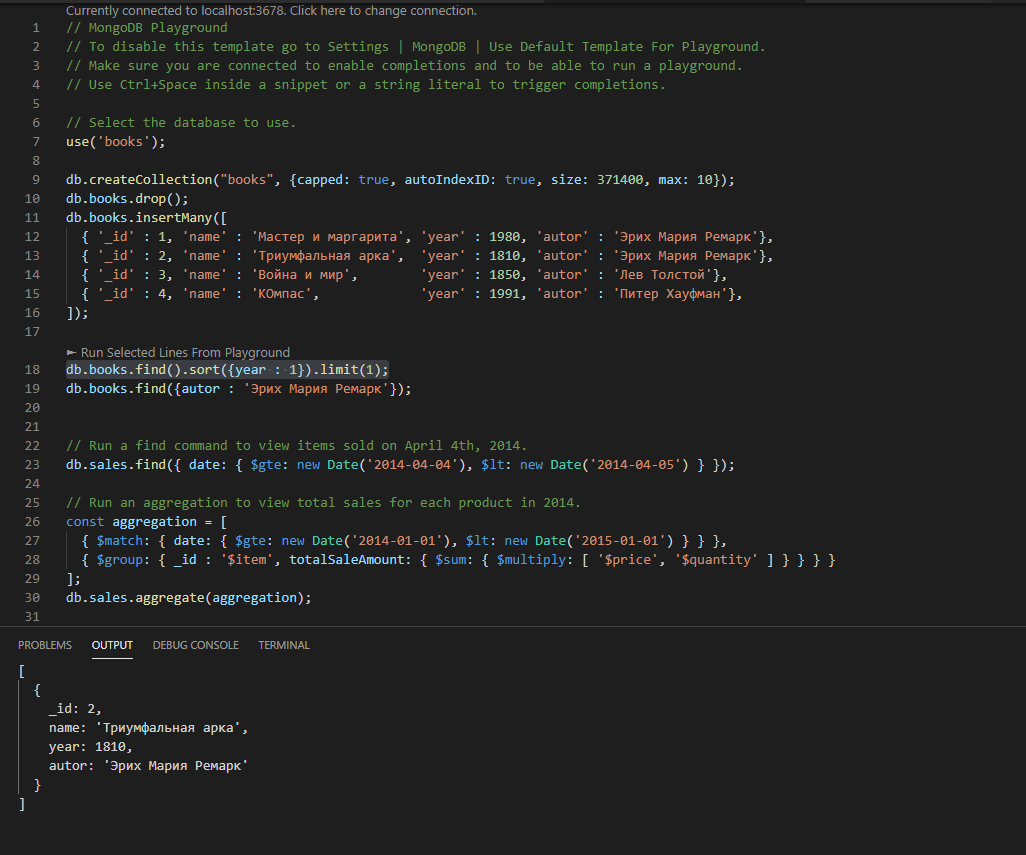 Currently connected to localhost:3678. Click here to change connection.
1 // MongoDB Playground
2 // To disable this template go to Settings | MongoDB | Use Default Template For Playground.
3 // Make sure you are connected to enable completions and to be able to run a playground.
4 // Use Ctrl+Space inside a snippet or a string literal to trigger completions.
5
6 // Select the database to use.
7 use('books');
8
9 db.createCollection("books", {capped: true, autoIndexID: true, size: 371400, max: 10});
10 db.books.drop();
11 db.books.insertMany([
12 { '_id' : 1, 'name' : 'Мастер и маргарита', 'year' : 1980, 'autor' : 'Эрих Мария Ремарк'},
13 { '_id' : 2, 'name' : 'Триумфальная арка', 'year' : 1810, 'autor' : 'Эрих Мария Ремарк'},
14 { '_id' : 3, 'name' : 'Война и мир', 'year' : 1850, 'autor' : 'Лев Толстой'},
15 { '_id' : 4, 'name' : 'КОмпас', 'year' : 1991, 'autor' : 'Питер Хауфман'},
16 ]);
17
► Run Selected Lines From Playground
18 db.books.find().sort({year : 1}).limit(1);
19 db.books.find({autor : 'Эрих Мария Ремарк'});
20
21
22 // Run a find command to view items sold on April 4th, 2014.
23 db.sales.find({ date: { $gte: new Date('2014-04-04'), $lt: new Date('2014-04-05') } });
24
25 // Run an aggregation to view total sales for each product in 2014.
26 const aggregation = [
27 { $match: { date: { $gte: new Date('2014-01-01'), $lt: new Date('2015-01-01') } } },
28 { $group: { _id : '$item', totalSaleAmount: { $sum: { $multiply: [ '$price', '$quantity' ] } } } }
29 ];
30 db.sales.aggregate(aggregation);
31
PROBLEMS OUTPUT DEBUG CONSOLE TERMINAL
[
{
_id: 2,
name: 'Триумфальная арка',
year: 1810,
autor: 'Эрих Мария Ремарк'
}
]